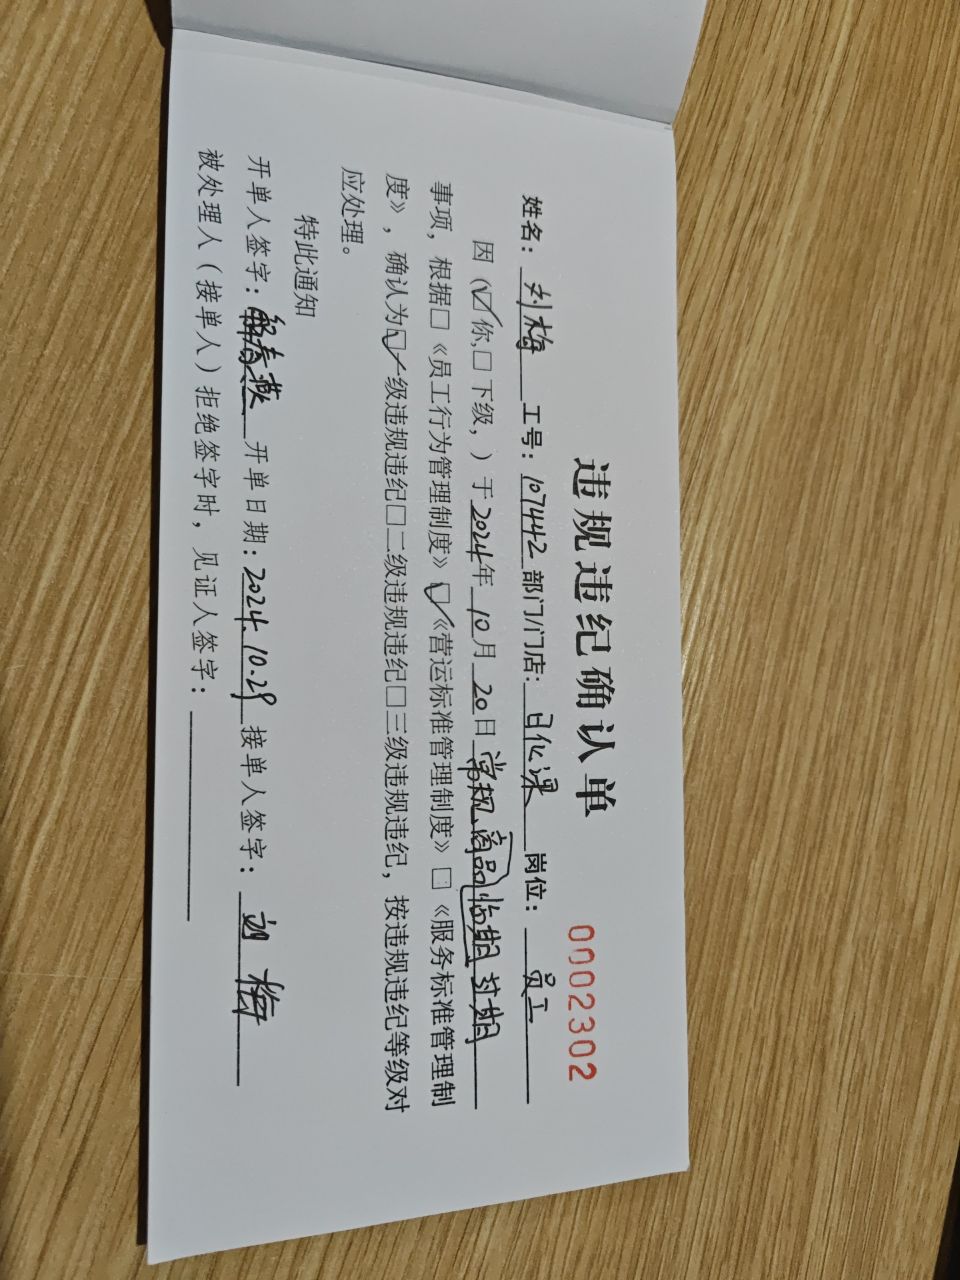 违规违纪确认单 0002302
姓名：刘梅 工号：107442 部门/门店：日化课 岗位：员工
因（☑你,□下级，）于2024年10月20日常规商品临期过期
事项，根据□《员工行为管理制度》☑《营运标准管理制度》□《服务标准管理制
度》，确认为☑一级违规违纪□二级违规违纪□三级违规违纪，按违规违纪等级对
应处理。
特此通知
开单人签字：解春燕 开单日期：2024.10.29 接单人签字：刘梅
被处理人（接单人）拒绝签字时，见证人签字：